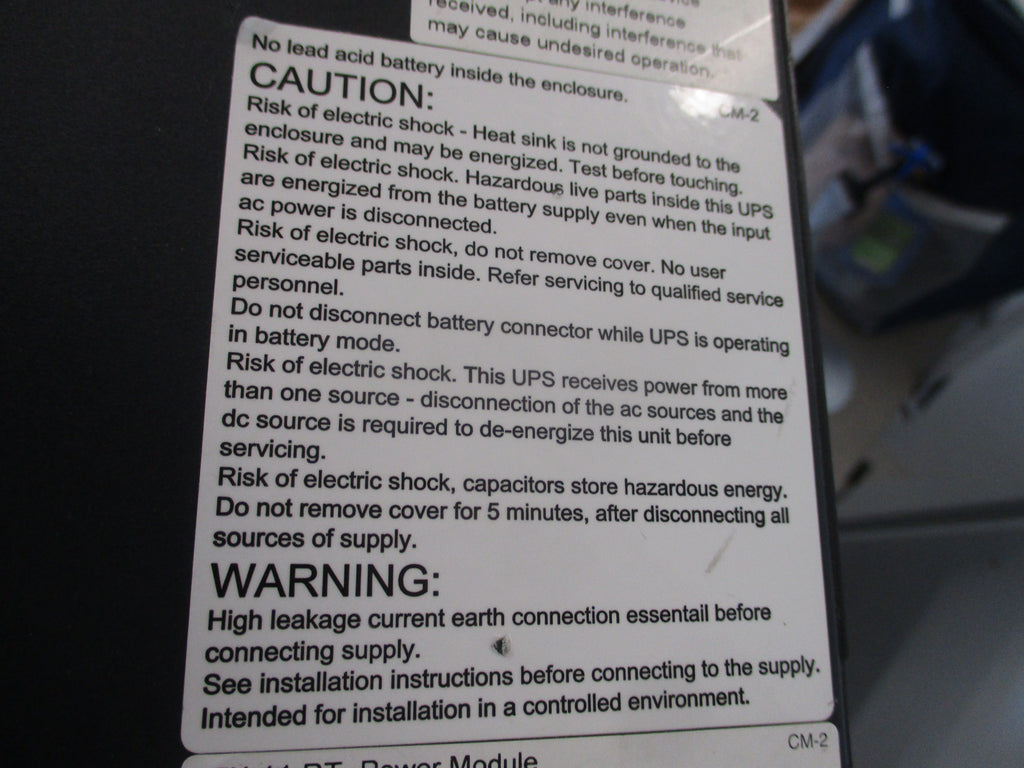 any interference
received, including interference that
may cause undesired operation.
CM-2
No lead acid battery inside the enclosure.
CAUTION:
Risk of electric shock - Heat sink is not grounded to the
enclosure and may be energized. Test before touching.
Risk of electric shock. Hazardous live parts inside this UPS
are energized from the battery supply even when the input
ac power is disconnected.
Risk of electric shock, do not remove cover. No user
serviceable parts inside. Refer servicing to qualified service
personnel.
Do not disconnect battery connector while UPS is operating
in battery mode.
Risk of electric shock. This UPS receives power from more
than one source - disconnection of the ac sources and the
dc source is required to de-energize this unit before
servicing.
Risk of electric shock, capacitors store hazardous energy.
Do not remove cover for 5 minutes, after disconnecting all
sources of supply.
WARNING:
High leakage current earth connection essentail before
connecting supply.
See installation instructions before connecting to the supply.
Intended for installation in a controlled environment.
CM-2
RT Power Module